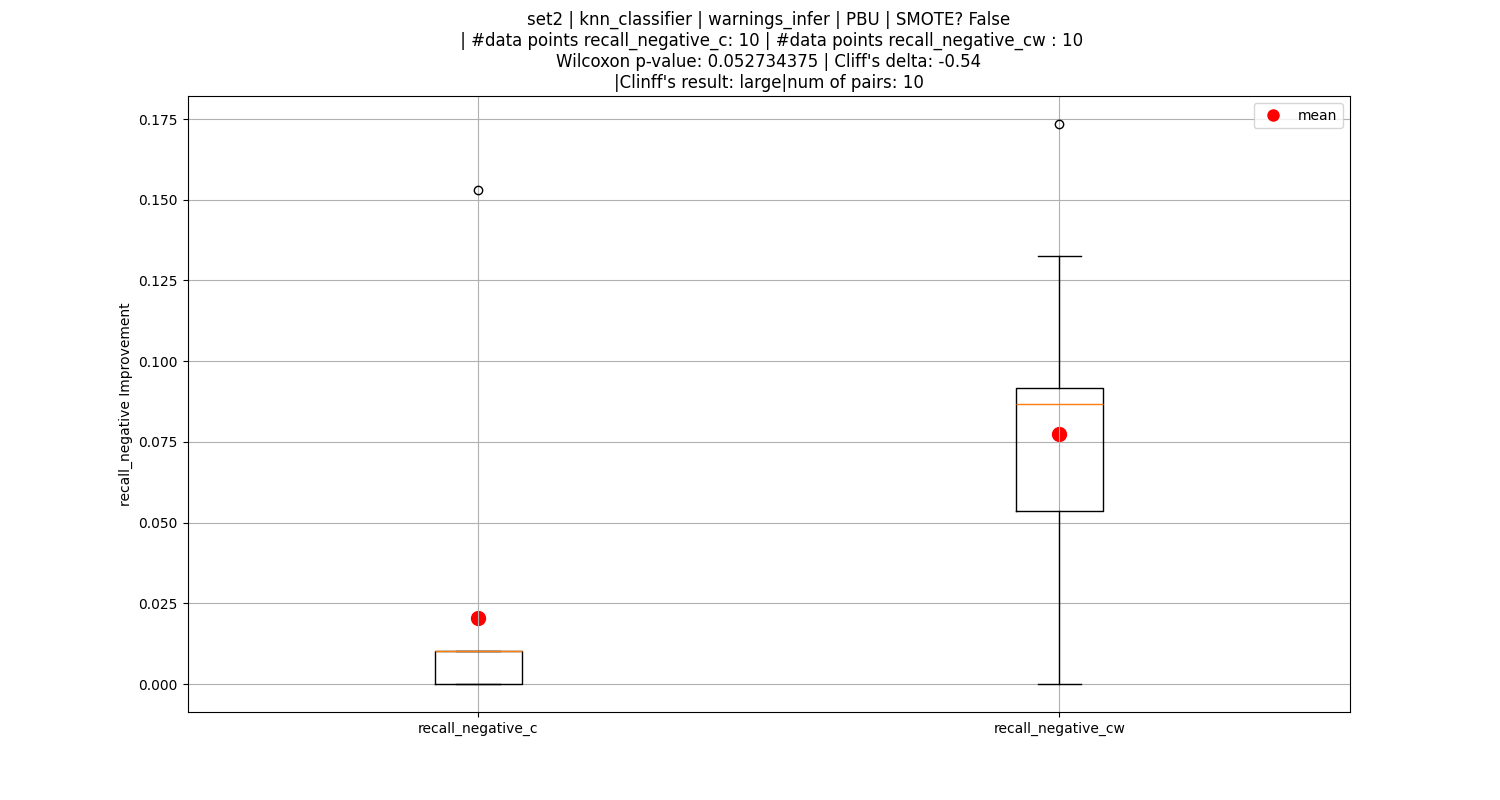 set2 | knn_classifier | warnings_infer | PBU | SMOTE? False
| #data points recall_negative_c: 10 | #data points recall_negative_cw : 10
Wilcoxon p-value: 0.052734375 | Cliff's delta: -0.54
|Clinff's result: large|num of pairs: 10
mean
0.175
0.150
0.125
0.100
0.075
0.050
0.025
0.000
recall_negative Improvement
recall_negative_c
recall_negative_cw